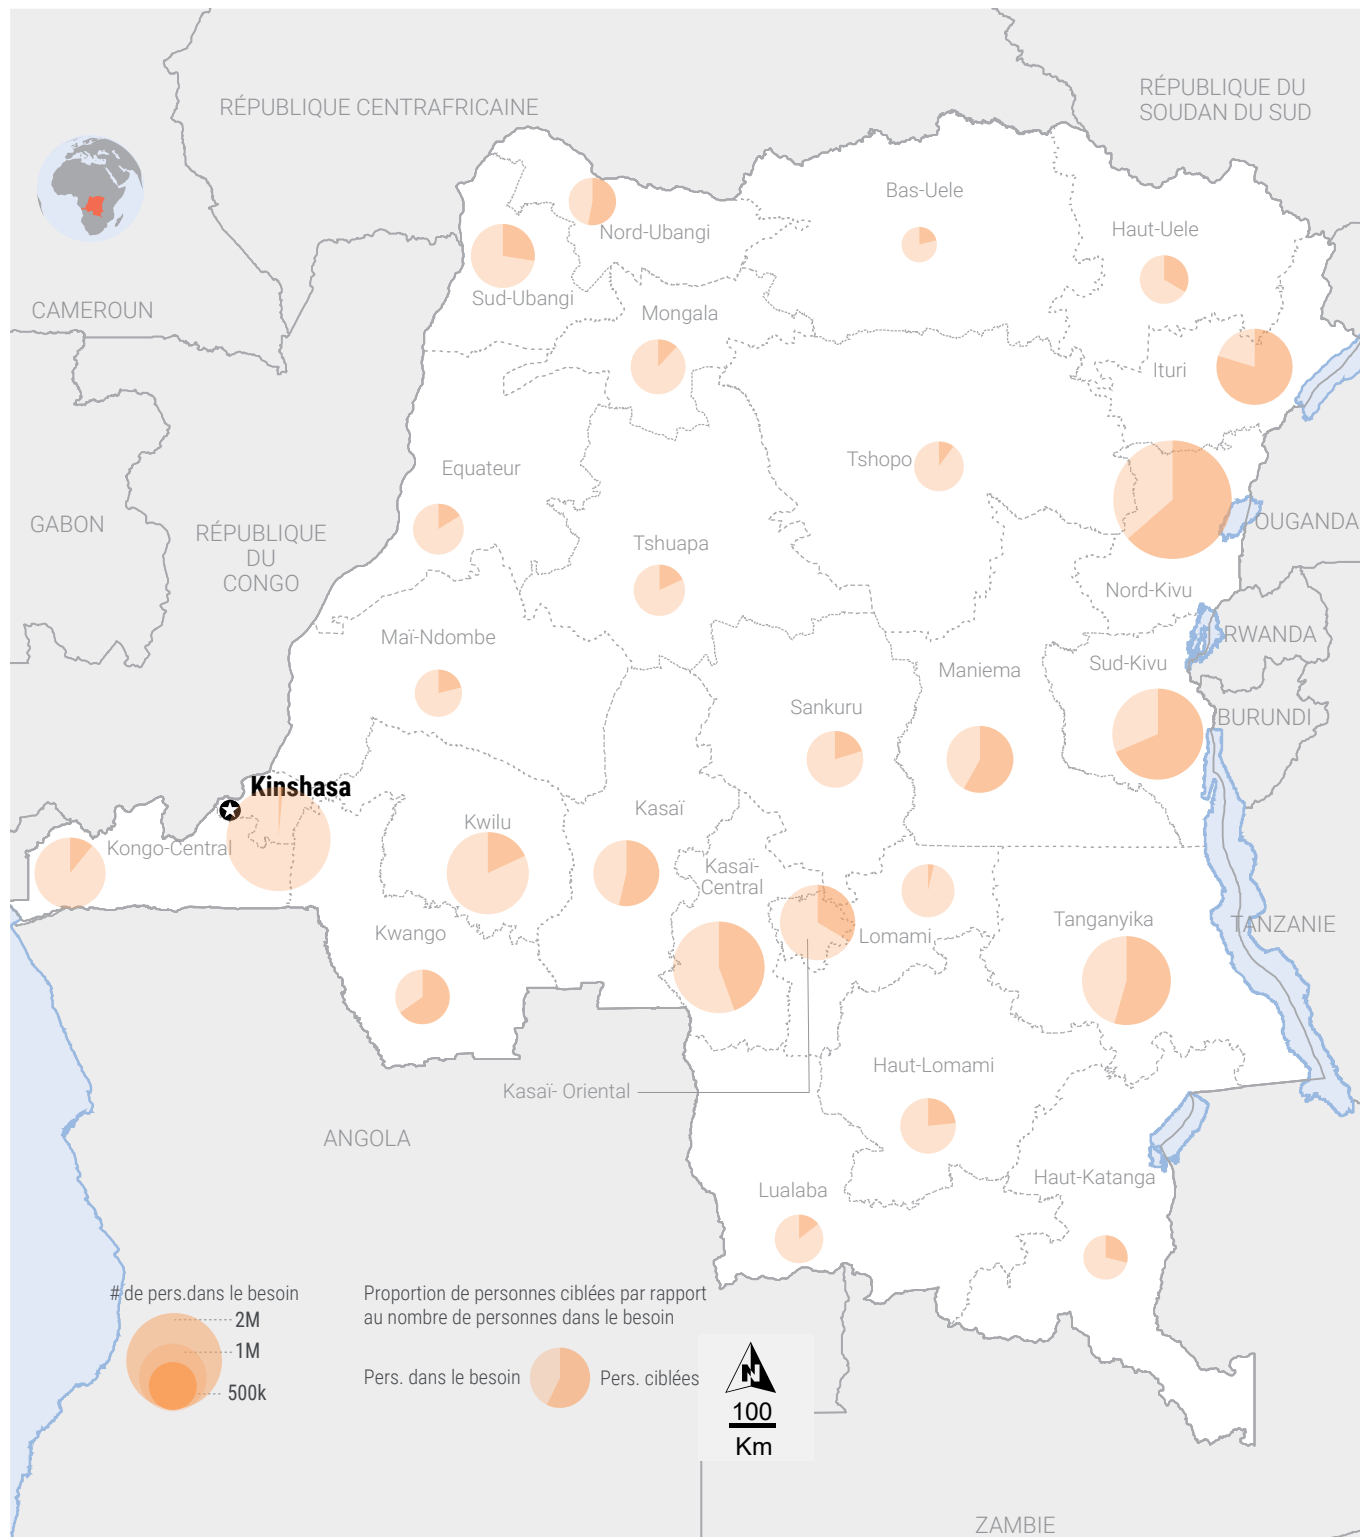 RÉPUBLIQUE CENTRAFRICAINE
RÉPUBLIQUE DU
SOUDAN DU SUD
Bas-Uele
Haut-Uele
Nord-Ubangi
Sud-Ubangi
CAMEROUN
Mongala
Ituri
Equateur
Tshopo
GABON
RÉPUBLIQUE
DU
CONGO
OUGANDA
Tshuapa
Nord-Kivu
Maï-Ndombe
RWANDA
Sud-Kivu
Maniema
Sankuru
BURUNDI
Kinshasa
Kasaï
Kwilu
Kongo-Central
Kasaï-
Central
Kwango
Lomami
Tanganyika
TANZANIE
Haut-Lomami
Kasaï- Oriental
ANGOLA
Haut-Katanga
Lualaba
# de pers.dans le besoin
2M
1M
500k
Proportion de personnes ciblées par rapport
au nombre de personnes dans le besoin
Pers. dans le besoin
Pers. ciblées
N
100
Km
ZAMBIE